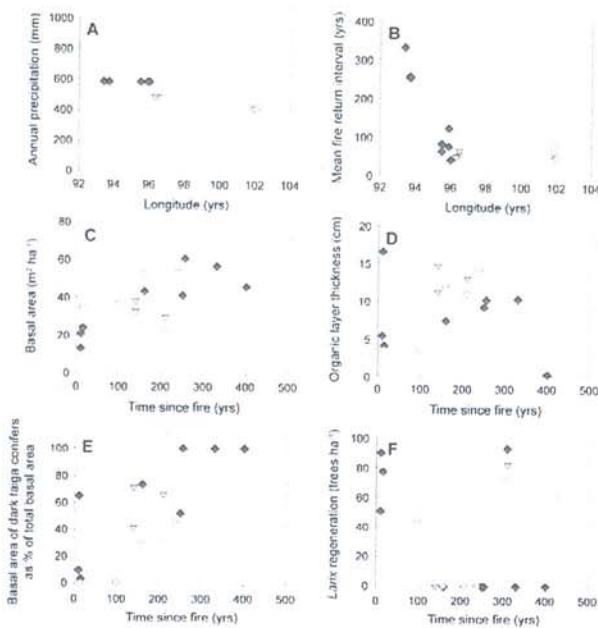 A
Annual precipitation (mm)
1000
800
600
400
200
0
92 94 96 98 100 102 104
Longitude (yrs)
B
Mean fire return interval (yrs)
400
300
200
100
0
92 94 96 98 100 102 104
Longitude (yrs)
C
Basal area (m² ha⁻¹)
80
60
40
20
0
0 100 200 300 400 500
Time since fire (yrs)
D
Organic layer thickness (cm)
20
15
10
5
0
0 100 200 300 400 500
Time since fire (yrs)
E
Basal area of dark taiga conifers
as % of total basal area
100
80
60
40
20
0
0 100 200 300 400 500
Time since fire (yrs)
F
Larix regeneration (trees ha⁻¹)
100
80
60
40
20
0
0 100 200 300 400 500
Time since fire (yrs)